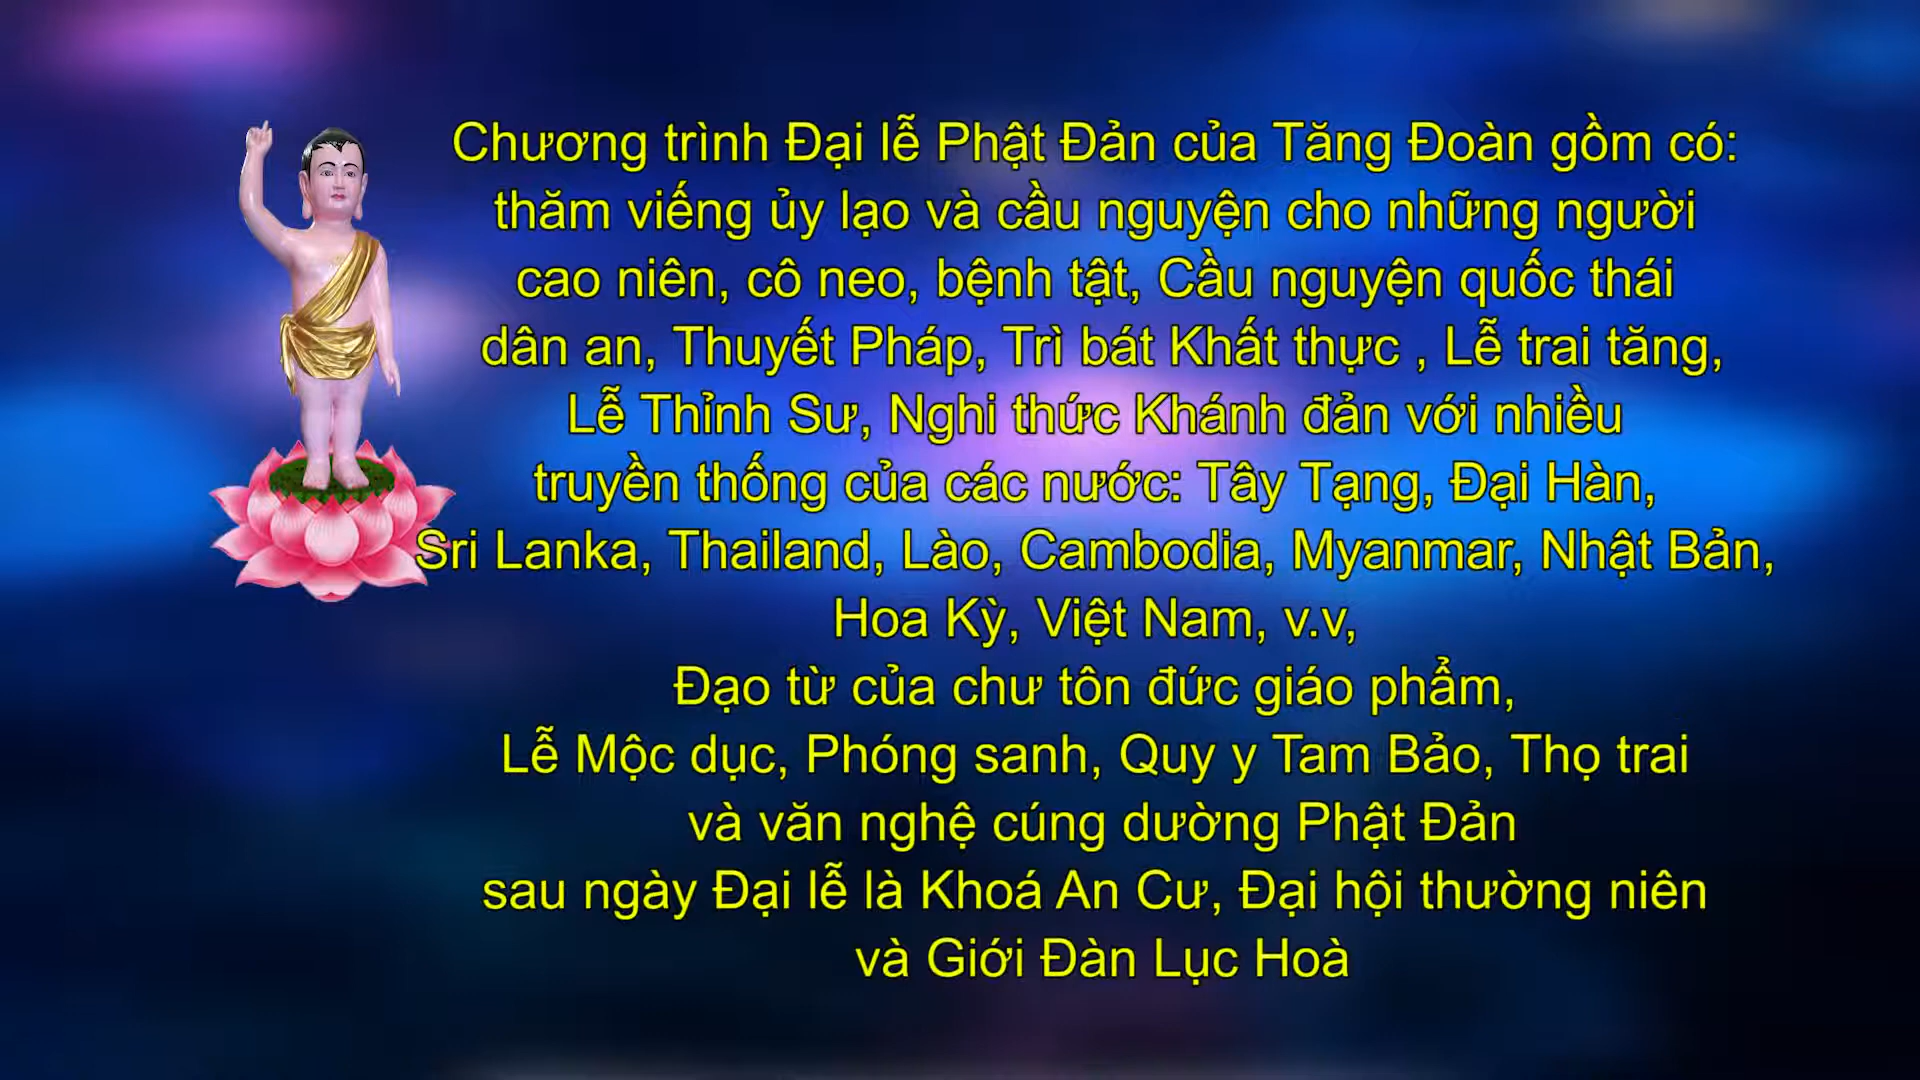 Chương trình Đại lễ Phật Đản của Tăng Đoàn gồm có:
thăm viếng ủy lạo và cầu nguyện cho những người
cao niên, cô neo, bệnh tật, Cầu nguyện quốc thái
dân an, Thuyết Pháp, Trì bát Khất thực , Lễ trai tăng,
Lễ Thỉnh Sư, Nghi thức Khánh đản với nhiều
truyền thống của các nước: Tây Tạng, Đại Hàn,
Sri Lanka, Thailand, Lào, Cambodia, Myanmar, Nhật Bản,
Hoa Kỳ, Việt Nam, v.v,
Đạo từ của chư tôn đức giáo phẩm,
Lễ Mộc dục, Phóng sanh, Quy y Tam Bảo, Thọ trai
và văn nghệ cúng dường Phật Đản
sau ngày Đại lễ là Khoá An Cư, Đại hội thường niên
và Giới Đàn Lục Hoà